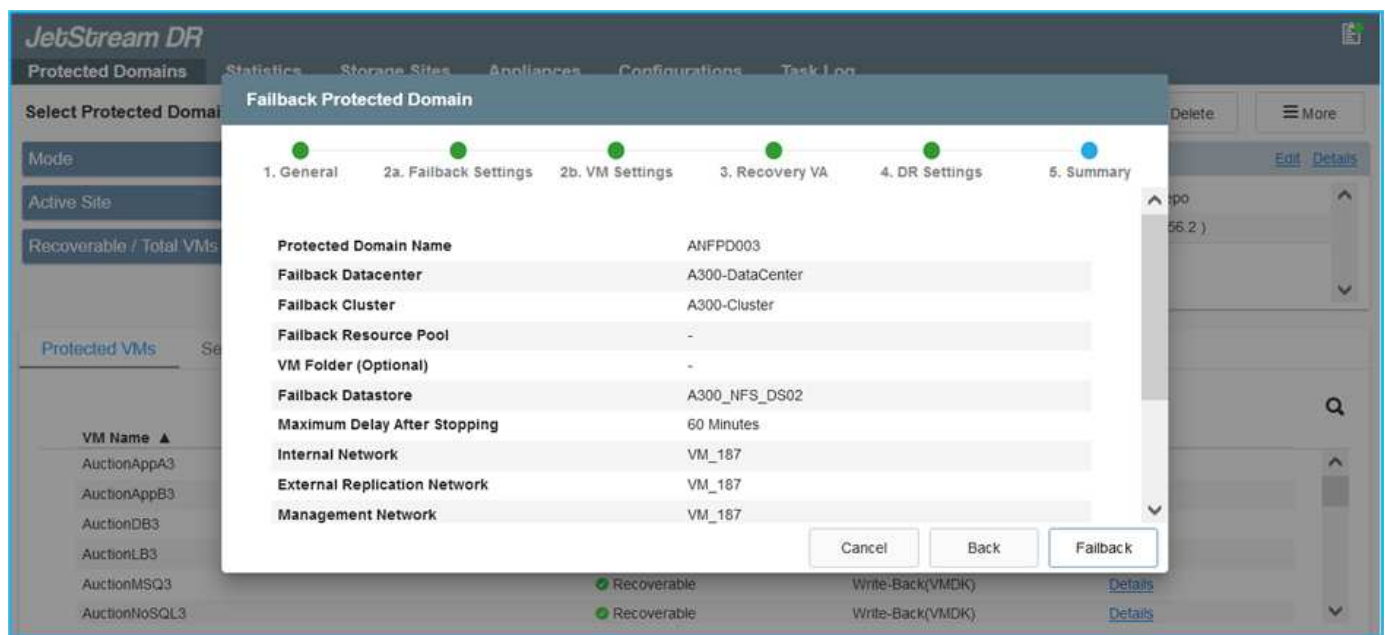 JetStream DR
Protected Domains Statistics Storage Sites Appliances Configurations Task Log
Select Protected Domai
Delete
More
Mode
Edit Details
Active Site
Recoverable / Total VMs
epo
56.2 )
Failback Protected Domain
1. General 2a. Failback Settings 2b. VM Settings 3. Recovery VA 4. DR Settings 5. Summary
Protected Domain Name ANFPD003
Failback Datacenter A300-DataCenter
Failback Cluster A300-Cluster
Failback Resource Pool -
VM Folder (Optional) -
Failback Datastore A300_NFS_DS02
Maximum Delay After Stopping 60 Minutes
Internal Network VM_187
External Replication Network VM_187
Management Network VM_187
Cancel Back Failback
Protected VMs Se
VM Name ▲
AuctionAppA3
AuctionAppB3
AuctionDB3
AuctionLB3
AuctionMSQ3 Recoverable Write-Back(VMDK) Details
AuctionNoSQL3 Recoverable Write-Back(VMDK) Details